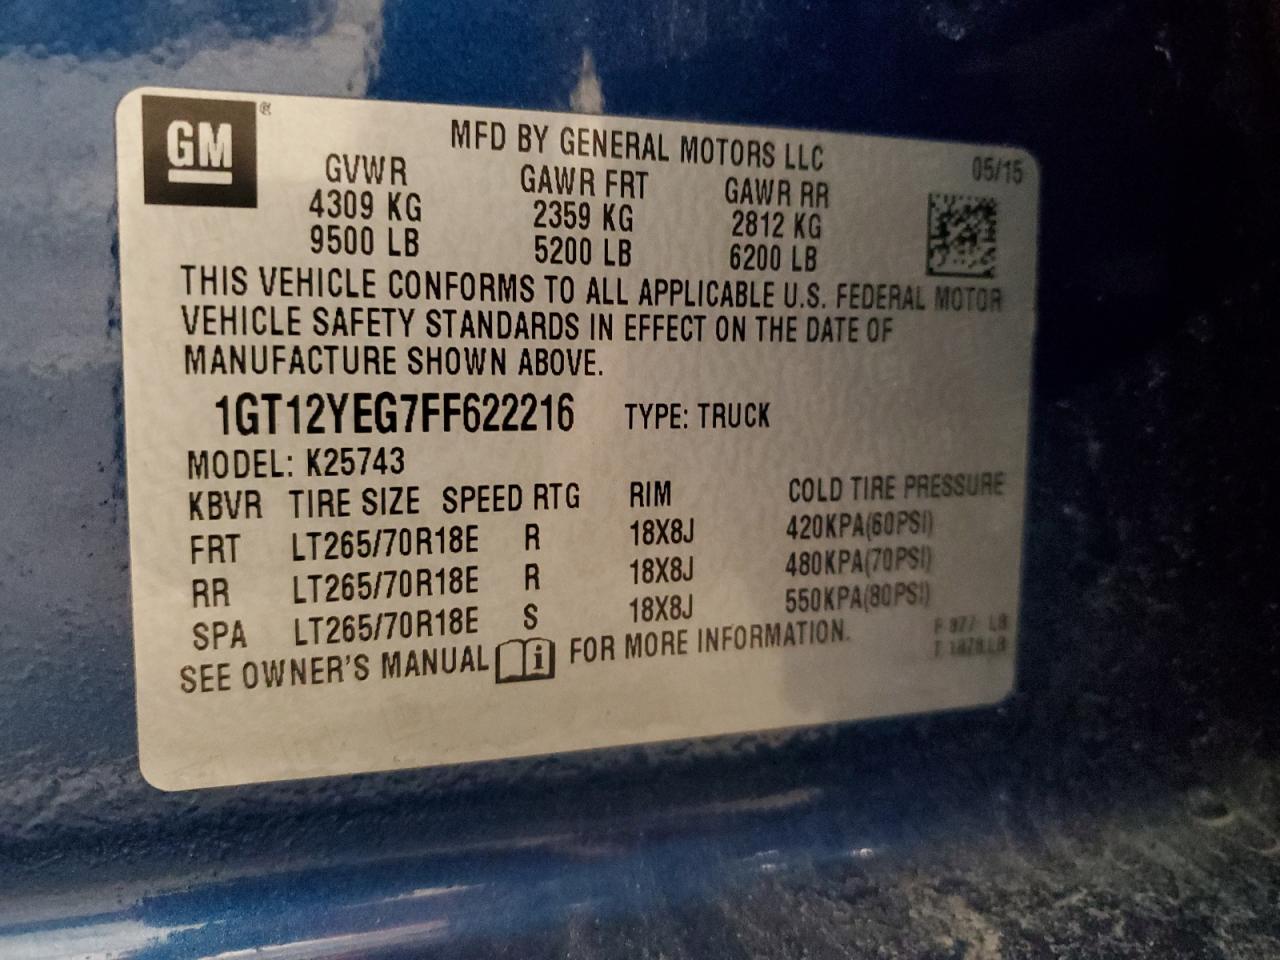 GM ®
MFD BY GENERAL MOTORS LLC
05/15
GVWR GAWR FRT GAWR RR
4309 KG 2359 KG 2812 KG
9500 LB 5200 LB 6200 LB
THIS VEHICLE CONFORMS TO ALL APPLICABLE U.S. FEDERAL MOTOR
VEHICLE SAFETY STANDARDS IN EFFECT ON THE DATE OF
MANUFACTURE SHOWN ABOVE.
1GT12YEG7FF622216 TYPE: TRUCK
MODEL: K25743
KBVR TIRE SIZE SPEED RTG RIM COLD TIRE PRESSURE
FRT LT265/70R18E R 18X8J 420KPA(60PSI)
RR LT265/70R18E R 18X8J 480KPA(70PSI)
SPA LT265/70R18E S 18X8J 550KPA(80PSI)
SEE OWNER'S MANUAL i FOR MORE INFORMATION.
LB
LB